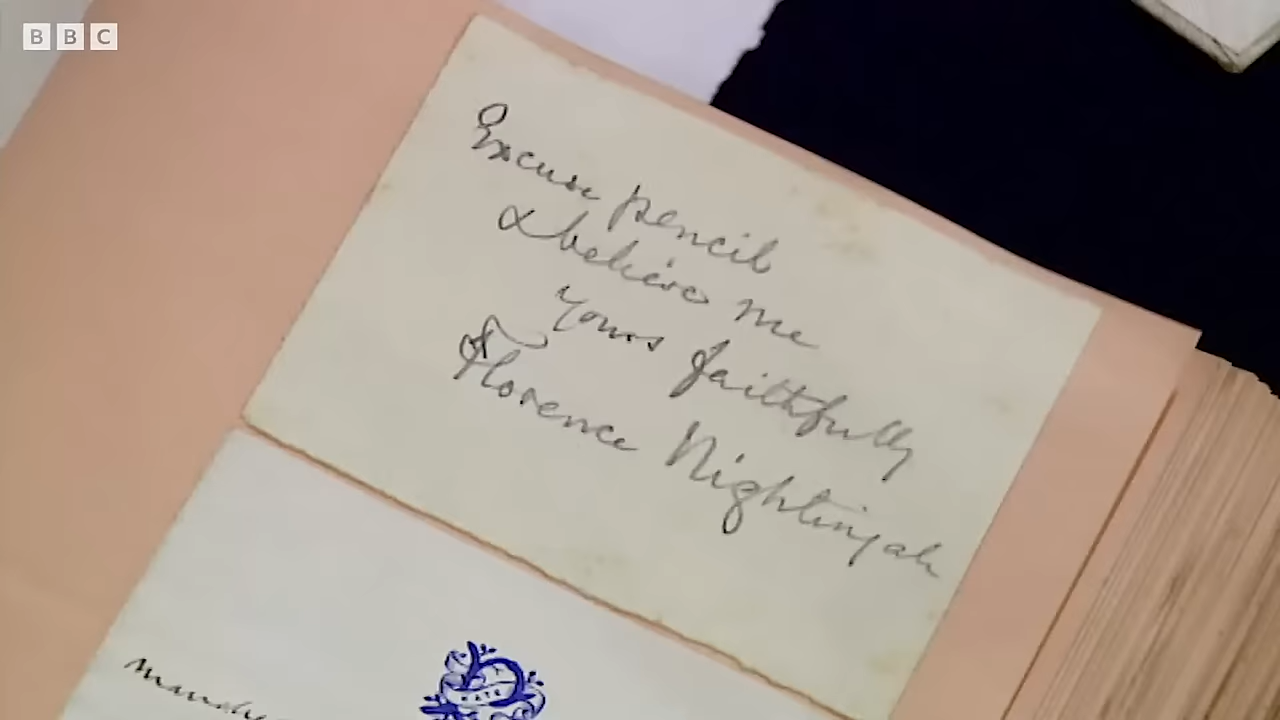 BBC
Excuse pencil
& believe me
yours faithfully
Florence Nightingale